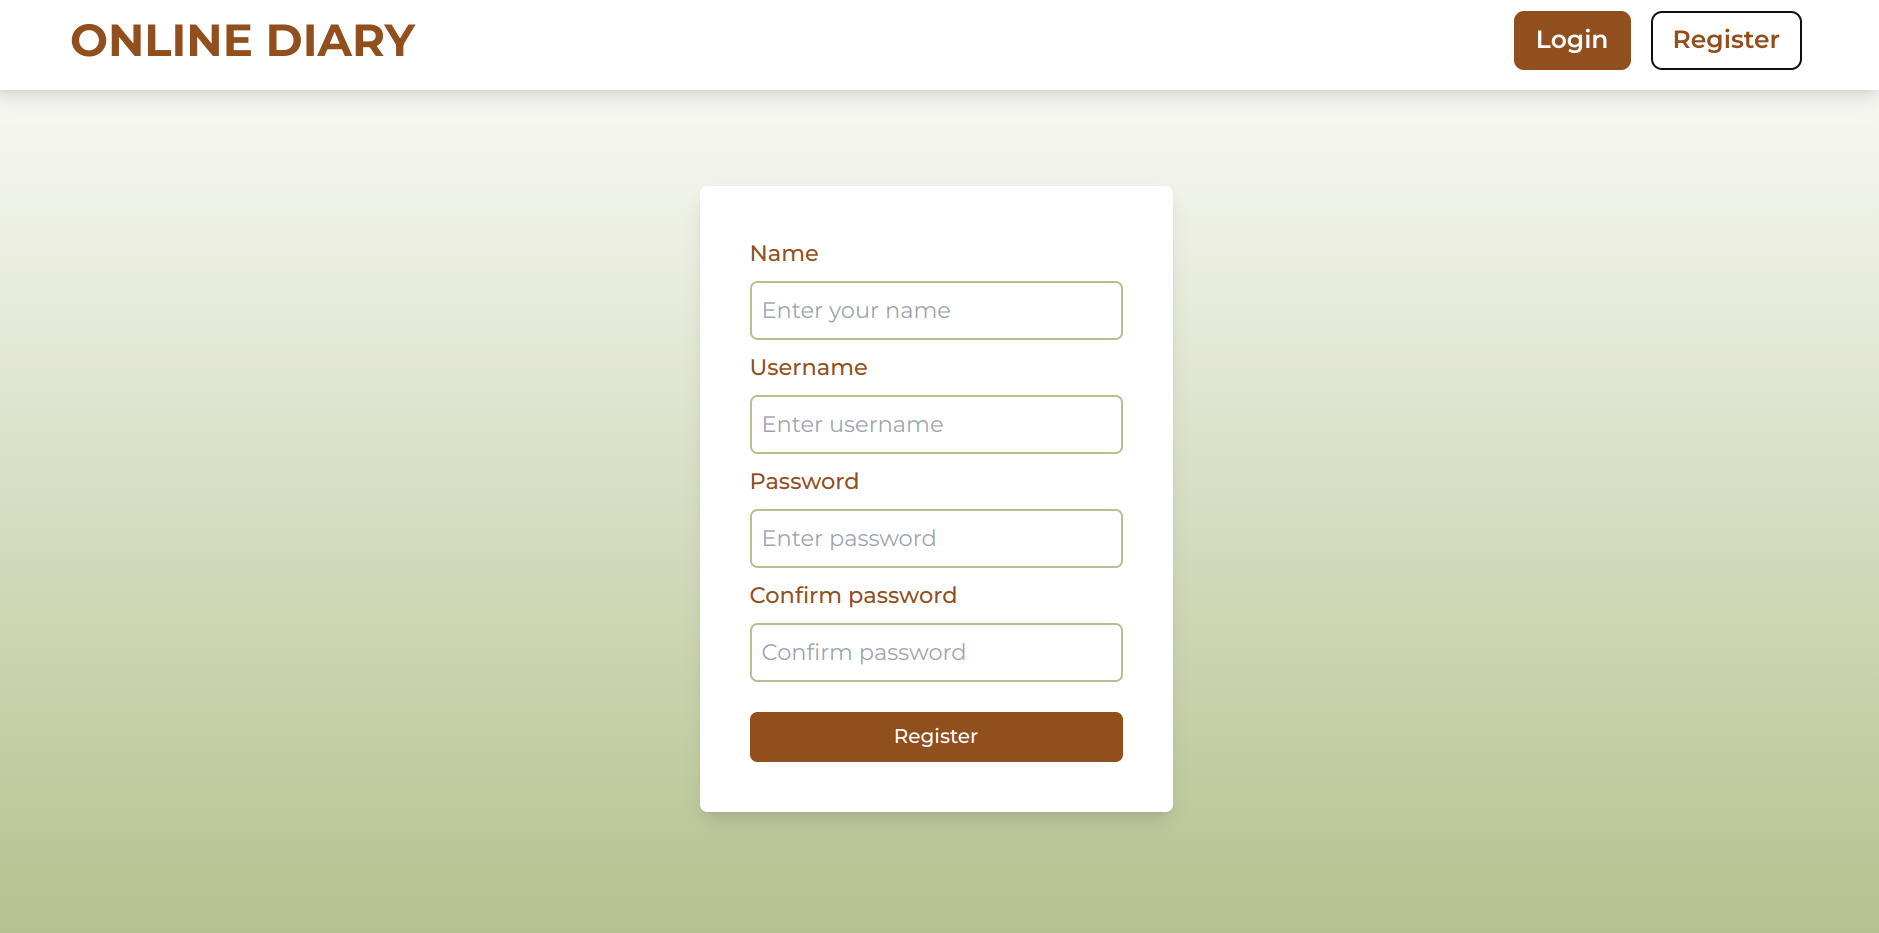 ONLINE DIARY
Login
Register
Name
Enter your name
Username
Enter username
Password
Enter password
Confirm password
Confirm password
Register